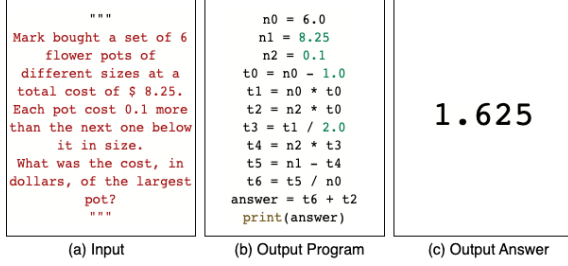 """
Mark bought a set of 6
flower pots of
different sizes at a
total cost of $ 8.25.
Each pot cost 0.1 more
than the next one below
it in size.
What was the cost, in
dollars, of the largest
pot?
"""
(a) Input
n0 = 6.0
n1 = 8.25
n2 = 0.1
t0 = n0 - 1.0
t1 = n0 * t0
t2 = n2 * t0
t3 = t1 / 2.0
t4 = n2 * t3
t5 = n1 - t4
t6 = t5 / n0
answer = t6 + t2
print(answer)
(b) Output Program
1.625
(c) Output Answer